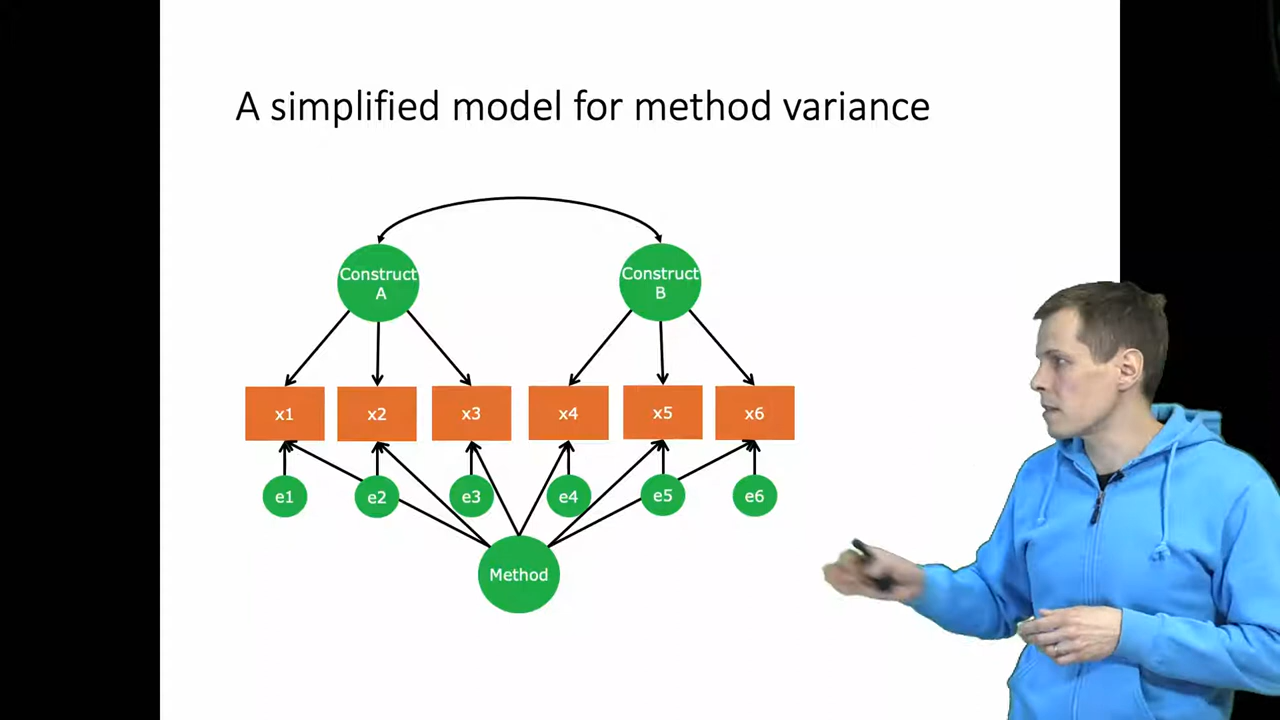 A simplified model for method variance
Construct
A
Construct
B
x1
x2
x3
x4
x5
x6
e1
e2
e3
e4
e5
e6
Method